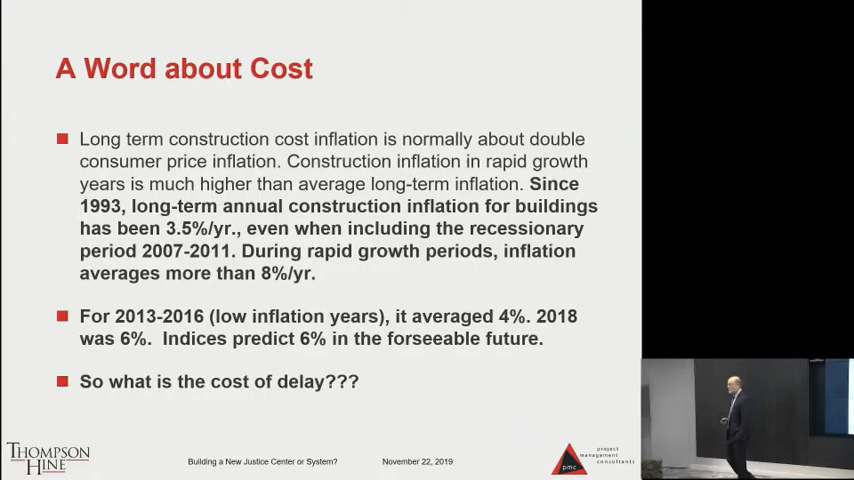 A Word about Cost
Long term construction cost inflation is normally about double
consumer price inflation. Construction inflation in rapid growth
years is much higher than average long-term inflation. Since
1993, long-term annual construction inflation for buildings
has been 3.5%/yr., even when including the recessionary
period 2007-2011. During rapid growth periods, inflation
averages more than 8%/yr.
For 2013-2016 (low inflation years), it averaged 4%. 2018
was 6%. Indices predict 6% in the forseeable future.
So what is the cost of delay???
THOMPSON
HINE
Building a New Justice Center or System?
November 22, 2019
pmc
project
management
consultants